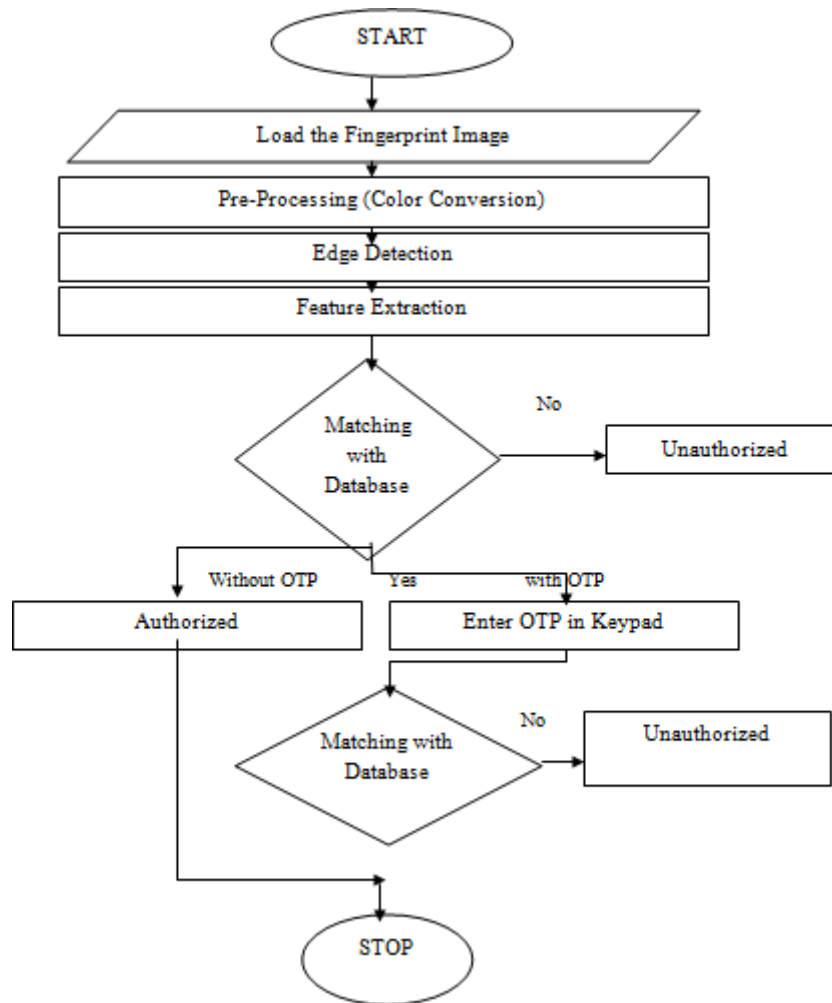 START
Load the Fingerprint Image
Pre-Processing (Color Conversion)
Edge Detection
Feature Extraction
Matching
with
Database
No
Unauthorized
Without OTP
Yes
with OTP
Authorized
Enter OTP in Keypad
Matching with
Database
No
Unauthorized
STOP